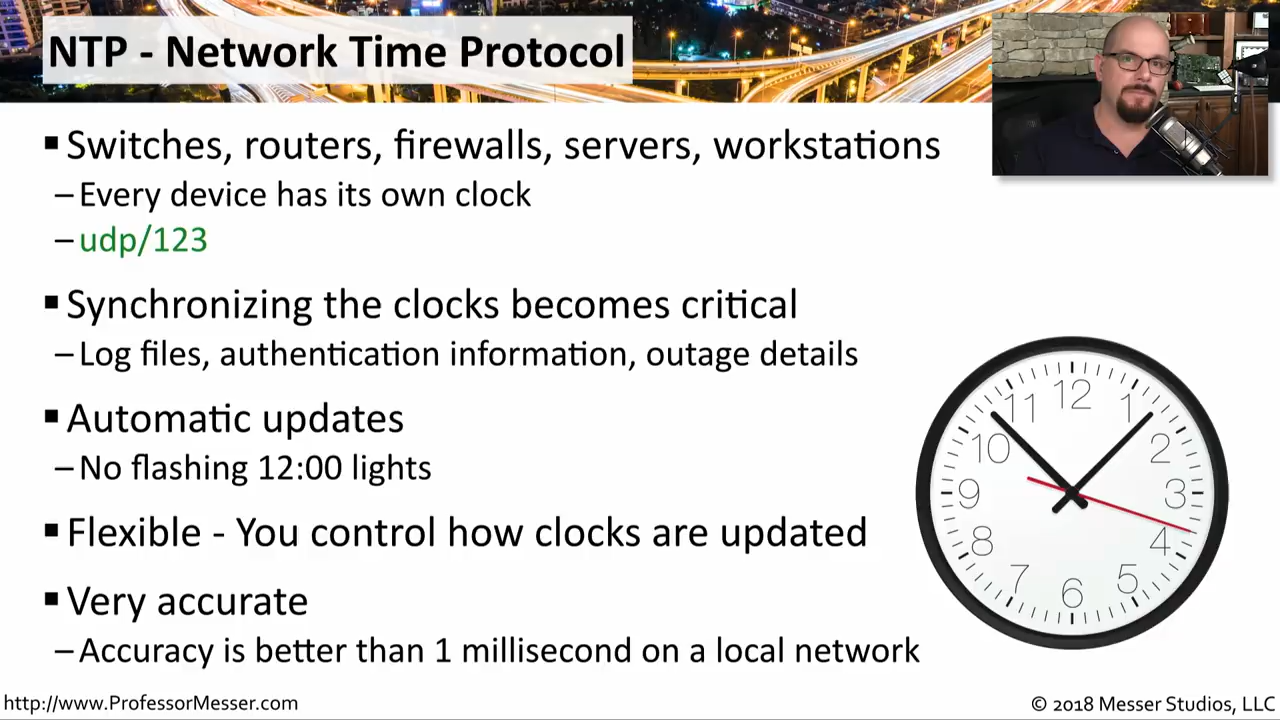 NTP - Network Time Protocol
▪ Switches, routers, firewalls, servers, workstations
– Every device has its own clock
– udp/123
▪ Synchronizing the clocks becomes critical
– Log files, authentication information, outage details
▪ Automatic updates
– No flashing 12:00 lights
▪ Flexible - You control how clocks are updated
▪ Very accurate
– Accuracy is better than 1 millisecond on a local network
12
1
2
3
4
5
6
7
8
9
10
11
http://www.ProfessorMesser.com
© 2018 Messer Studios, LLC